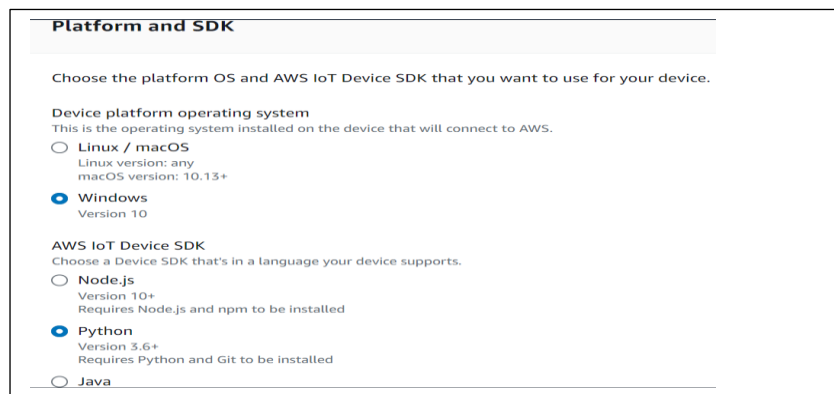 Platform and SDK
Choose the platform OS and AWS IoT Device SDK that you want to use for your device.
Device platform operating system
This is the operating system installed on the device that will connect to AWS.
Linux / macOS
Linux version: any
macOS version: 10.13+
Windows
Version 10
AWS IoT Device SDK
Choose a Device SDK that's in a language your device supports.
Node.js
Version 10+
Requires Node.js and npm to be installed
Python
Version 3.6+
Requires Python and Git to be installed
Java